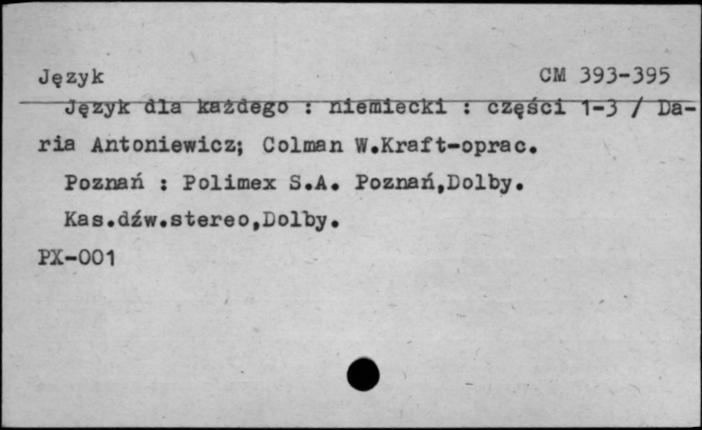 Język CM 393-395
Język dla każdego : niemiecki : części 1-3 / Da-
ria Antoniewicz; Colman W.Kraft-oprac.
Poznań : Polimex S.A. Poznań,Dolby.
Kas.dźw.stereo,Dolby.
PX-001